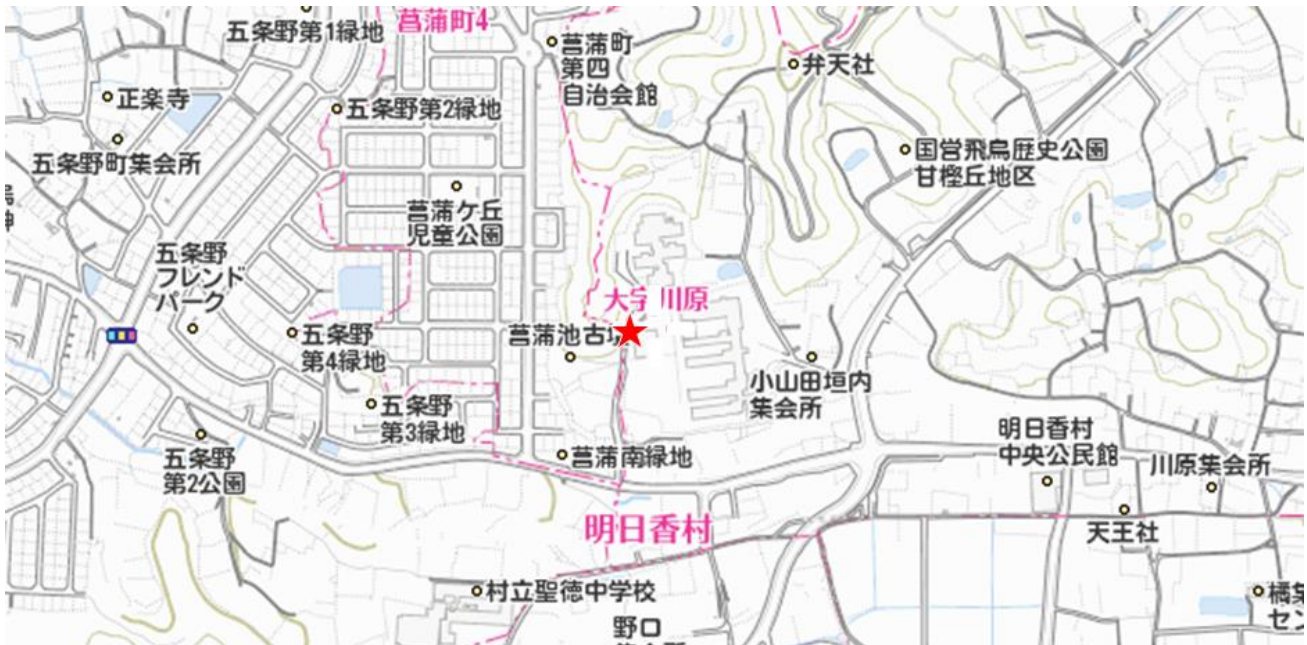 五条野第1緑地
菖蒲町4
菖蒲町
第四
自治会館
弁天社
正楽寺
五条野第2緑地
五条野町集会所
国営飛鳥歴史公園
甘樫丘地区
菖蒲ケ丘
児童公園
五条野
フレンド
パーク
大字川原
五条野
第4緑地
菖蒲池古墳
小山田垣内
集会所
五条野
第3緑地
明日香村
中央公民館
五条野
第2公園
菖蒲南緑地
川原集会所
明日香村
天王社
村立聖徳中学校
野口
セン